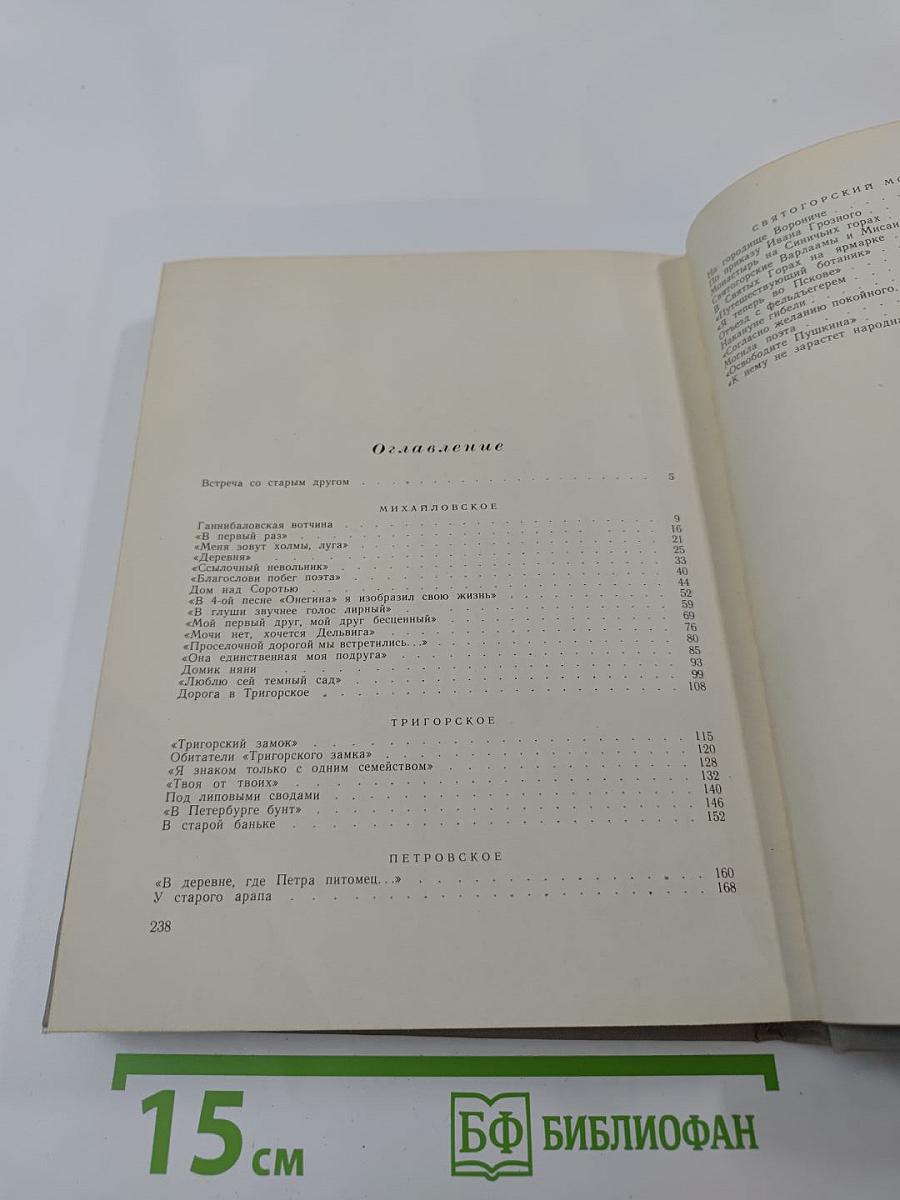 Оглавление
Встреча со старым другом 5
МИХАЙЛОВСКОЕ
Ганнибаловская вотчина 9
«В первый раз» 16
«Меня зовут холмы, луга» 21
«Деревня» 25
«Ссылочный невольник» 33
«Благослови побег поэта» 40
Дом над Соротью 44
«В 4-ой песне «Онегина» я изобразил свою жизнь» 52
«В глуши звучнее голос лирный» 59
«Мой первый друг, мой друг бесценный» 69
«Мочи нет, хочется Дельвига» 76
«Проселочной дорогой мы встретились...» 80
«Она единственная моя подруга» 85
Домик няни 93
«Люблю сей темный сад» 99
Дорога в Тригорское 108
ТРИГОРСКОЕ
«Тригорский замок» 115
Обитатели «Тригорского замка» 120
«Я знаком только с одним семейством» 128
«Твоя от твоих» 132
Под липовыми сводами 140
«В Петербурге бунт» 146
В старой баньке 152
ПЕТРОВСКОЕ
«В деревне, где Петра питомец...» 160
У старого арапа 168
238
СВЯТОГОРСКИЙ МО
На городище Ворониче
По приказу Ивана Грозного
Монастырь на Синичьих горах
Святогорские Варлаамы и Мисаи
В Святых Горах на ярмарке
«Путешествующий ботаник»
«Я теперь во Пскове»
Отъезд с фельдъегерем
Накануне гибели
«Согласно желанию покойного.
Могила поэта
«Освободите Пушкина»
«К нему не зарастет народна
15 см
БФ БИБЛИОФАН